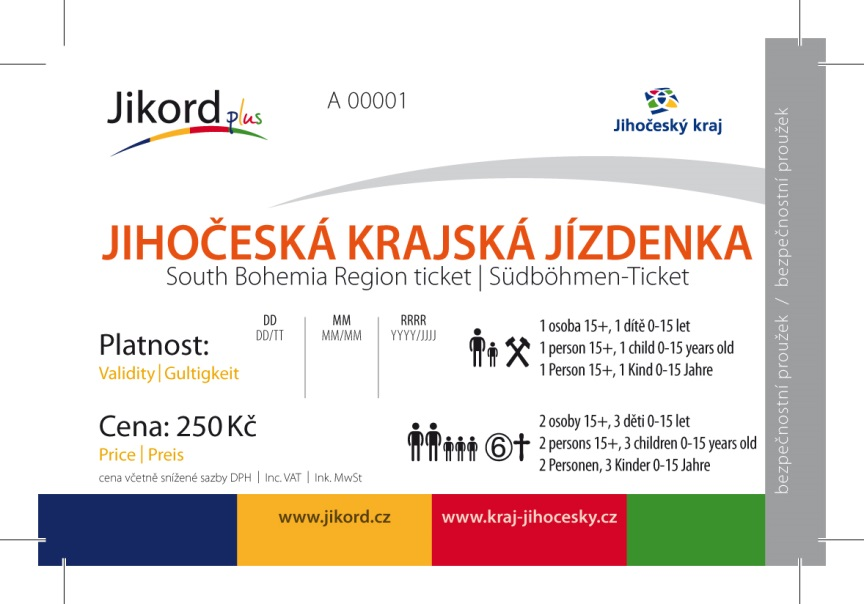 Jikord plus
A 00001
Jihočeský kraj
JIHOČESKÁ KRAJSKÁ JÍZDENKA
South Bohemia Region ticket | Südböhmen-Ticket
Platnost:
Validity | Gultigkeit
DD
DD/TT
MM
MM/MM
RRRR
YYYY/JJJJ
1 osoba 15+, 1 dítě 0-15 let
1 person 15+, 1 child 0-15 years old
1 Person 15+, 1 Kind 0-15 Jahre
Cena: 250 Kč
Price | Preis
cena včetně snížené sazby DPH | Inc. VAT | Ink. MwSt
6
2 osoby 15+, 3 děti 0-15 let
2 persons 15+, 3 children 0-15 years old
2 Personen, 3 Kinder 0-15 Jahre
www.jikord.cz
www.kraj-jihocesky.cz
bezpečnostní proužek / bezpečnostní proužek